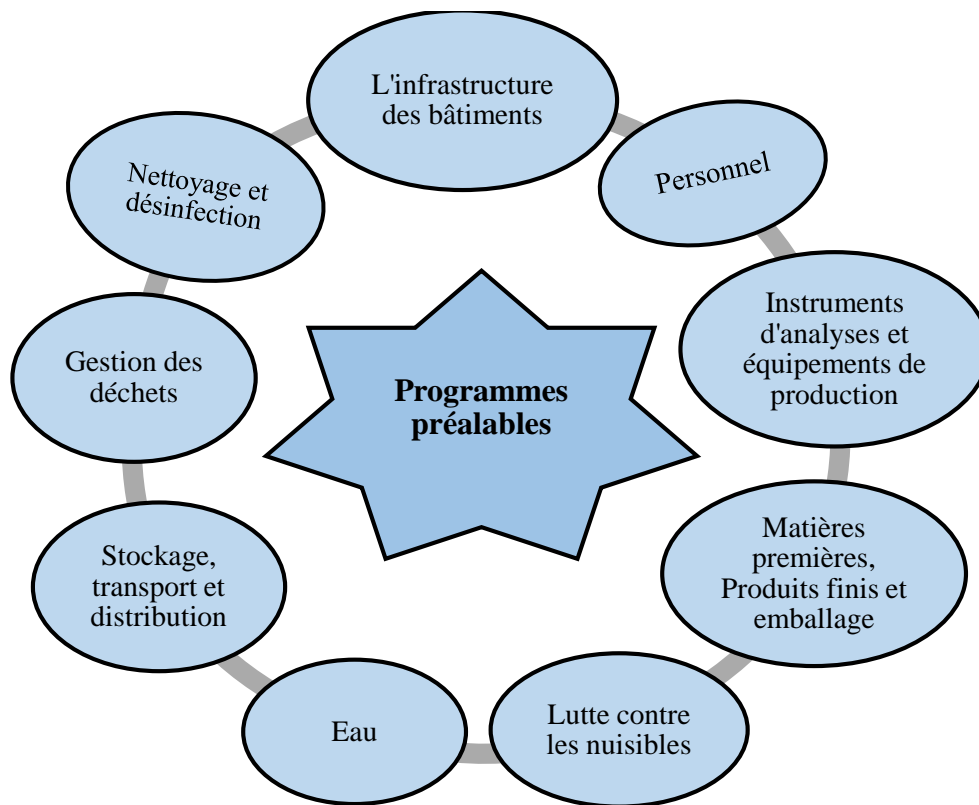 L'infrastructure
des bâtiments
Personnel
Instruments
d'analyses et
équipements de
production
Matières
premières,
Produits finis et
emballage
Lutte contre
les nuisibles
Eau
Stockage,
transport et
distribution
Gestion des
déchets
Nettoyage et
désinfection
Programmes
préalables